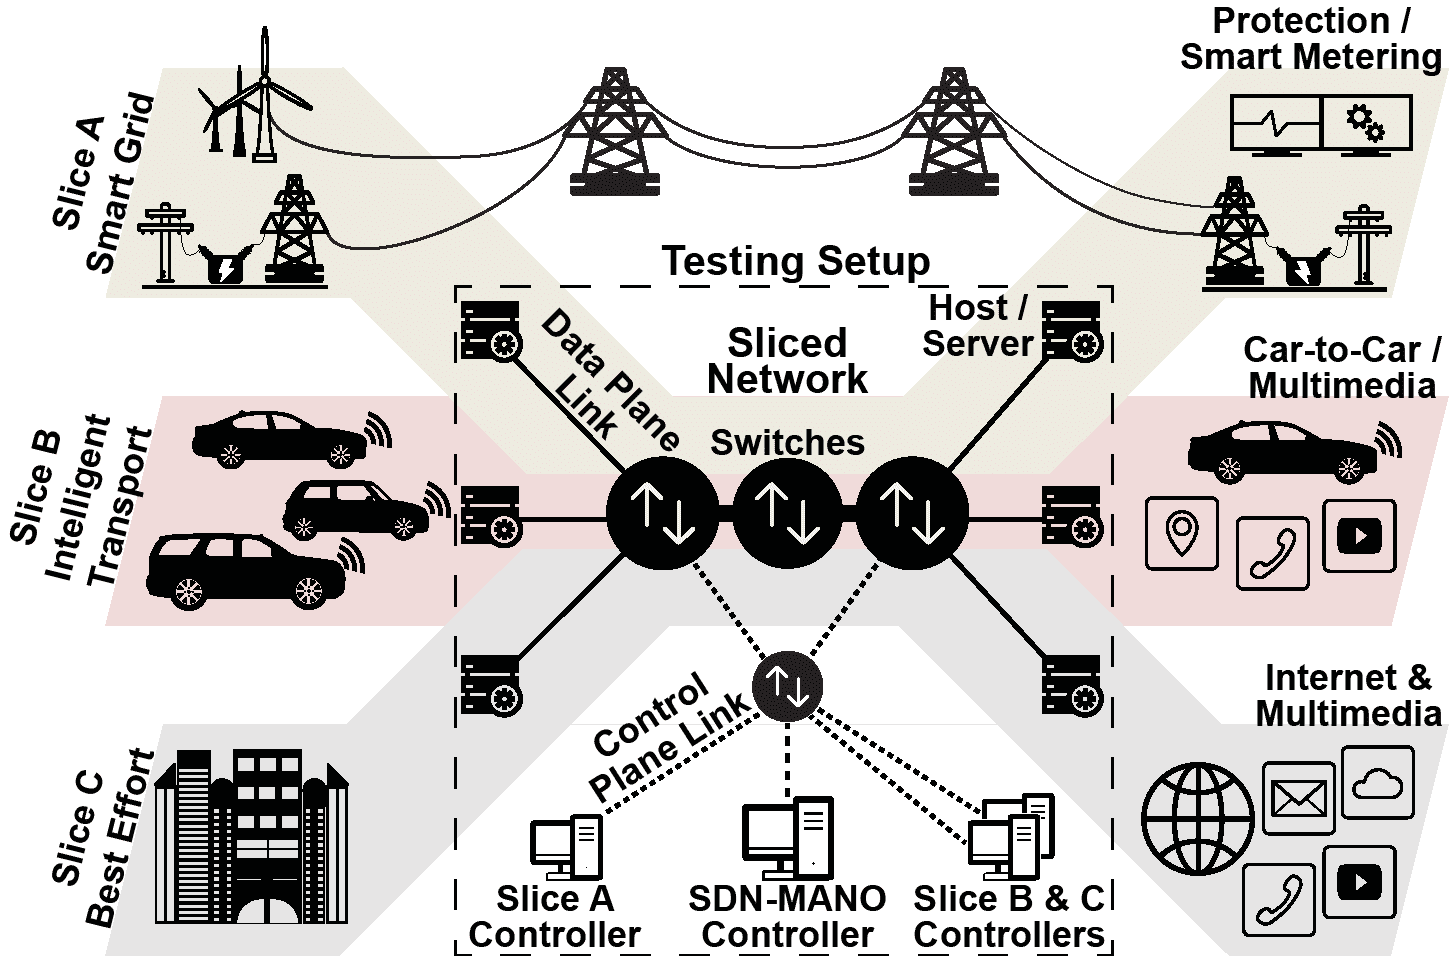 Protection /
Smart Metering
Slice A
Smart Grid
Testing Setup
Host /
Server
Data Plane
Link
Sliced
Network
Car-to-Car /
Multimedia
Switches
Slice B
Intelligent
Transport
Internet &
Multimedia
Control
Plane Link
Slice C
Best Effort
Slice A
Controller
SDN-MANO
Controller
Slice B & C
Controllers